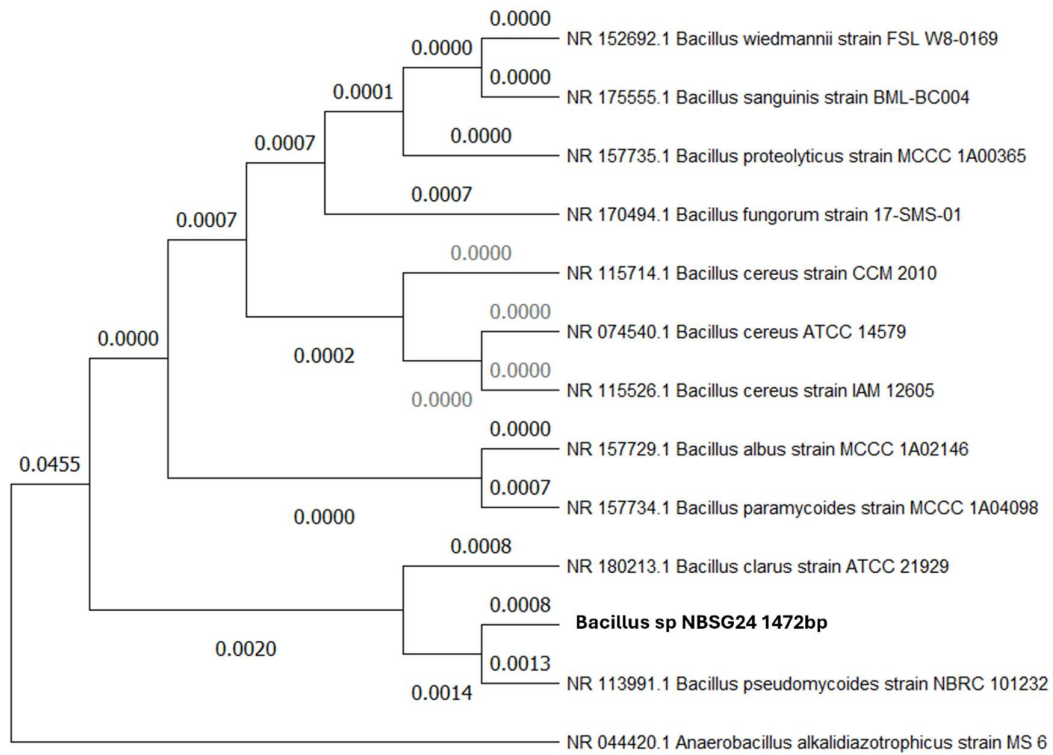 0.0000
NR 152692.1 Bacillus wiedmannii strain FSL W8-0169
0.0000
0.0000
NR 175555.1 Bacillus sanguinis strain BML-BC004
0.0001
0.0000
NR 157735.1 Bacillus proteolyticus strain MCCC 1A00365
0.0007
0.0007
NR 170494.1 Bacillus fungorum strain 17-SMS-01
0.0007
0.0000
NR 115714.1 Bacillus cereus strain CCM 2010
0.0000
NR 074540.1 Bacillus cereus ATCC 14579
0.0000
0.0002
0.0000
NR 115526.1 Bacillus cereus strain IAM 12605
0.0000
0.0000
NR 157729.1 Bacillus albus strain MCCC 1A02146
0.0455
0.0007
NR 157734.1 Bacillus paramycoides strain MCCC 1A04098
0.0000
0.0008
NR 180213.1 Bacillus clarus strain ATCC 21929
0.0008
Bacillus sp NBSG24 1472bp
0.0020
0.0013
NR 113991.1 Bacillus pseudomycoides strain NBRC 101232
0.0014
NR 044420.1 Anaerobacillus alkalidiazotrophicus strain MS 6